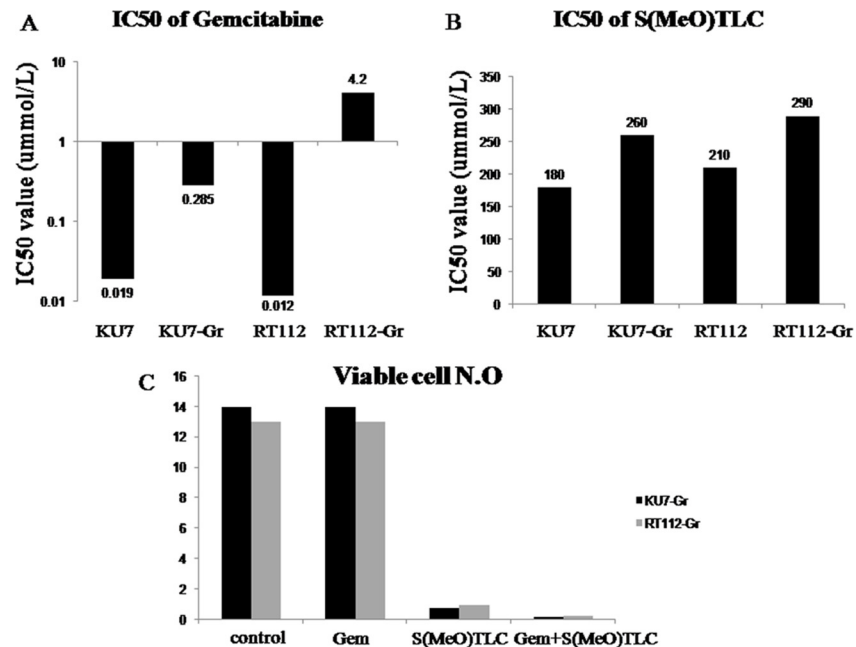 A
IC50 of Gemcitabine
IC50 value (ummol/L)
10
1
0.1
0.01
0.019
0.285
0.012
4.2
KU7 KU7-Gr RT112 RT112-Gr
B
IC50 of S(MeO)TLC
IC50 value (ummol/L)
350
300
250
200
150
100
50
0
180
260
210
290
KU7 KU7-Gr RT112 RT112-Gr
C
Viable cell N.O
16
14
12
10
8
6
4
2
0
control Gem S(MeO)TLC Gem+S(MeO)TLC
KU7-Gr
RT112-Gr